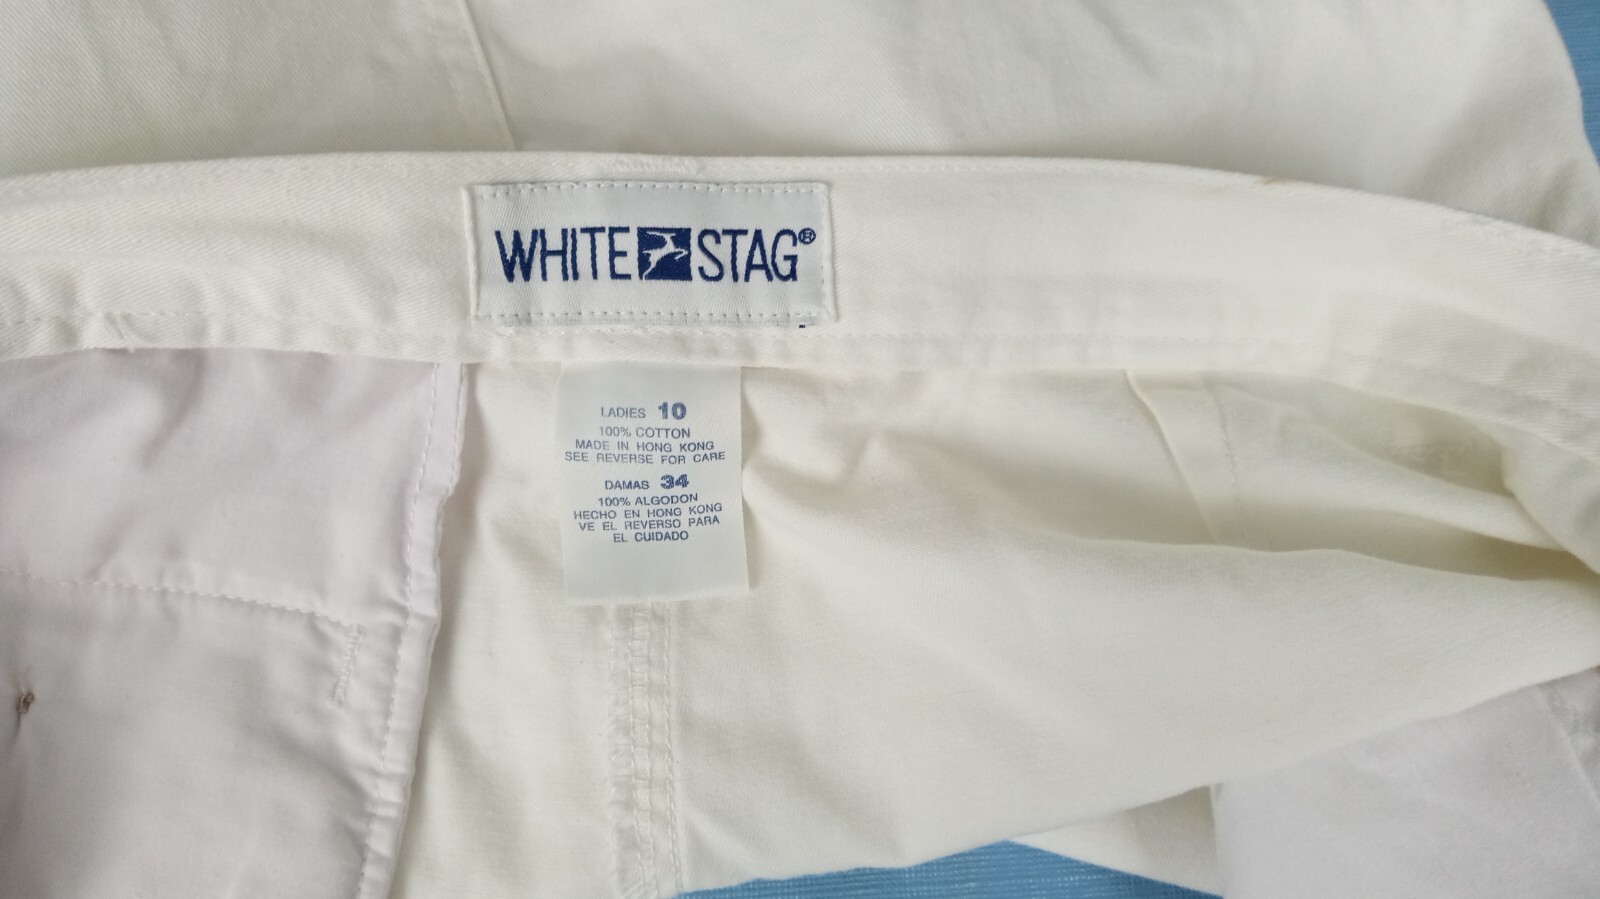 WHITE STAG®
LADIES 10
100% COTTON
MADE IN HONG KONG
SEE REVERSE FOR CARE
DAMAS 34
100% ALGODON
HECHO EN HONG KONG
VE EL REVERSO PARA
EL CUIDADO